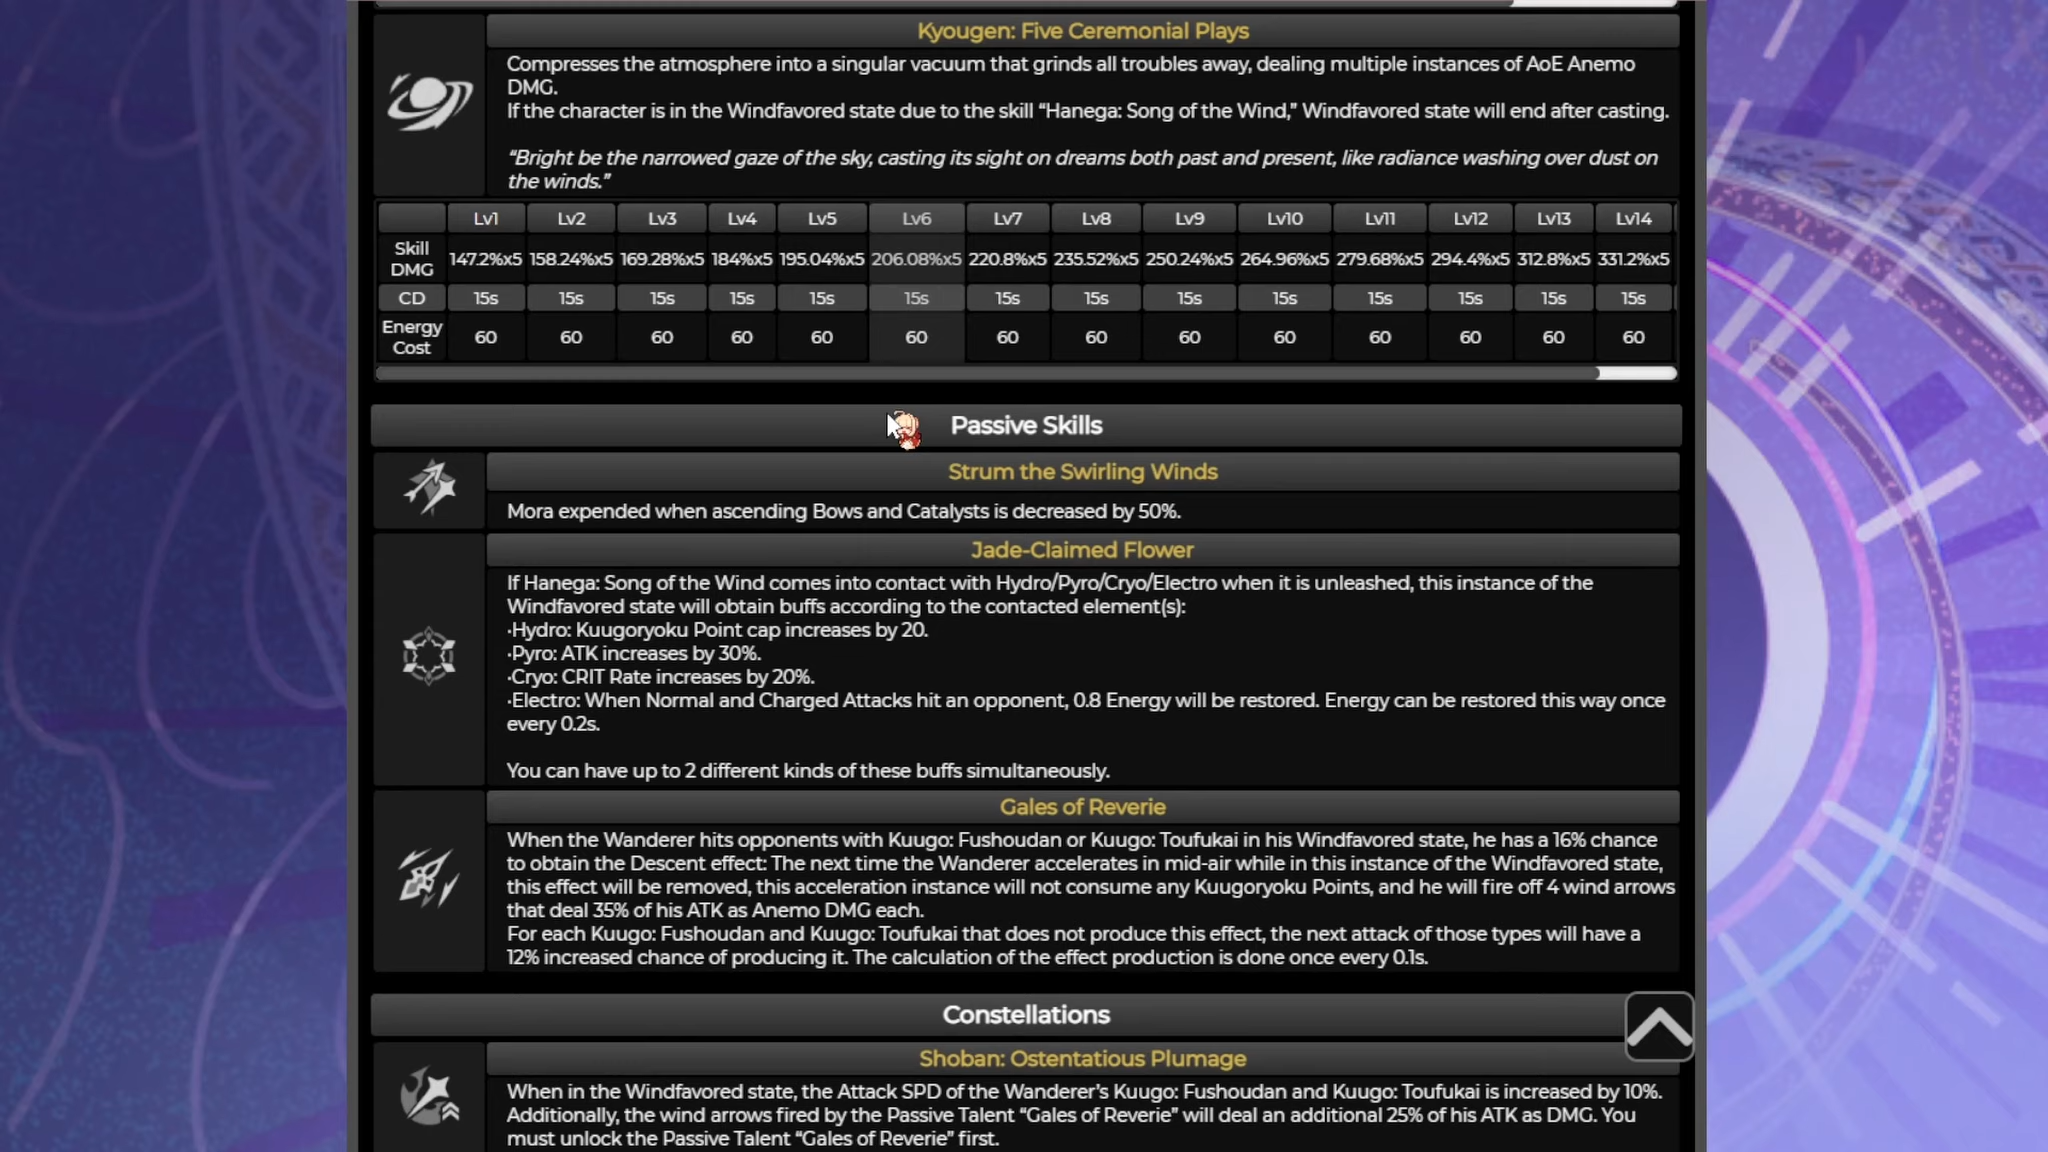 Kyougen: Five Ceremonial Plays
Compresses the atmosphere into a singular vacuum that grinds all troubles away, dealing multiple instances of AoE Anemo
DMG.
If the character is in the Windfavored state due to the skill “Hanega: Song of the Wind,” Windfavored state will end after casting.
“Bright be the narrowed gaze of the sky, casting its sight on dreams both past and present, like radiance washing over dust on
the winds.”
Lv1 Lv2 Lv3 Lv4 Lv5 Lv6 Lv7 Lv8 Lv9 Lv10 Lv11 Lv12 Lv13 Lv14
Skill
DMG 147.2%x5 158.24%x5 169.28%x5 184%x5 195.04%x5 206.08%x5 220.8%x5 235.52%x5 250.24%x5 264.96%x5 279.68%x5 294.4%x5 312.8%x5 331.2%x5
CD 15s 15s 15s 15s 15s 15s 15s 15s 15s 15s 15s 15s 15s 15s
Energy
Cost 60 60 60 60 60 60 60 60 60 60 60 60 60 60
Passive Skills
Strum the Swirling Winds
Mora expended when ascending Bows and Catalysts is decreased by 50%.
Jade-Claimed Flower
If Hanega: Song of the Wind comes into contact with Hydro/Pyro/Cryo/Electro when it is unleashed, this instance of the
Windfavored state will obtain buffs according to the contacted element(s):
·Hydro: Kuugoryoku Point cap increases by 20.
·Pyro: ATK increases by 30%.
·Cryo: CRIT Rate increases by 20%.
·Electro: When Normal and Charged Attacks hit an opponent, 0.8 Energy will be restored. Energy can be restored this way once
every 0.2s.
You can have up to 2 different kinds of these buffs simultaneously.
Gales of Reverie
When the Wanderer hits opponents with Kuugo: Fushoudan or Kuugo: Toufukai in his Windfavored state, he has a 16% chance
to obtain the Descent effect: The next time the Wanderer accelerates in mid-air while in this instance of the Windfavored state,
this effect will be removed, this acceleration instance will not consume any Kuugoryoku Points, and he will fire off 4 wind arrows
that deal 35% of his ATK as Anemo DMG each.
For each Kuugo: Fushoudan and Kuugo: Toufukai that does not produce this effect, the next attack of those types will have a
12% increased chance of producing it. The calculation of the effect production is done once every 0.1s.
Constellations
Shoban: Ostentatious Plumage
When in the Windfavored state, the Attack SPD of the Wanderer’s Kuugo: Fushoudan and Kuugo: Toufukai is increased by 10%.
Additionally, the wind arrows fired by the Passive Talent “Gales of Reverie” will deal an additional 25% of his ATK as DMG. You
must unlock the Passive Talent “Gales of Reverie” first.